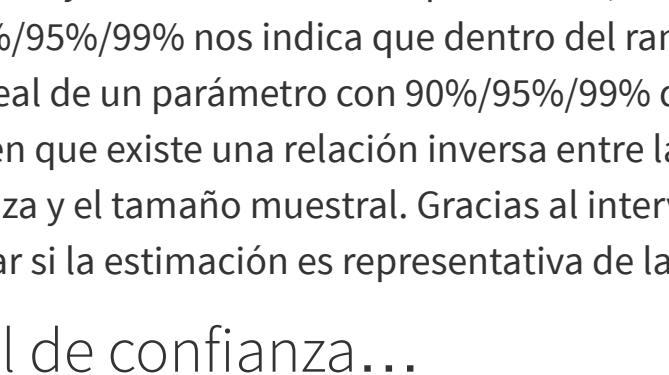 %/95%/99% nos indica que dentro del ran
eal de un parámetro con 90%/95%/99% 
en que existe una relación inversa entre la
za y el tamaño muestral. Gracias al interv
ar si la estimación es representativa de la
l de confianza...